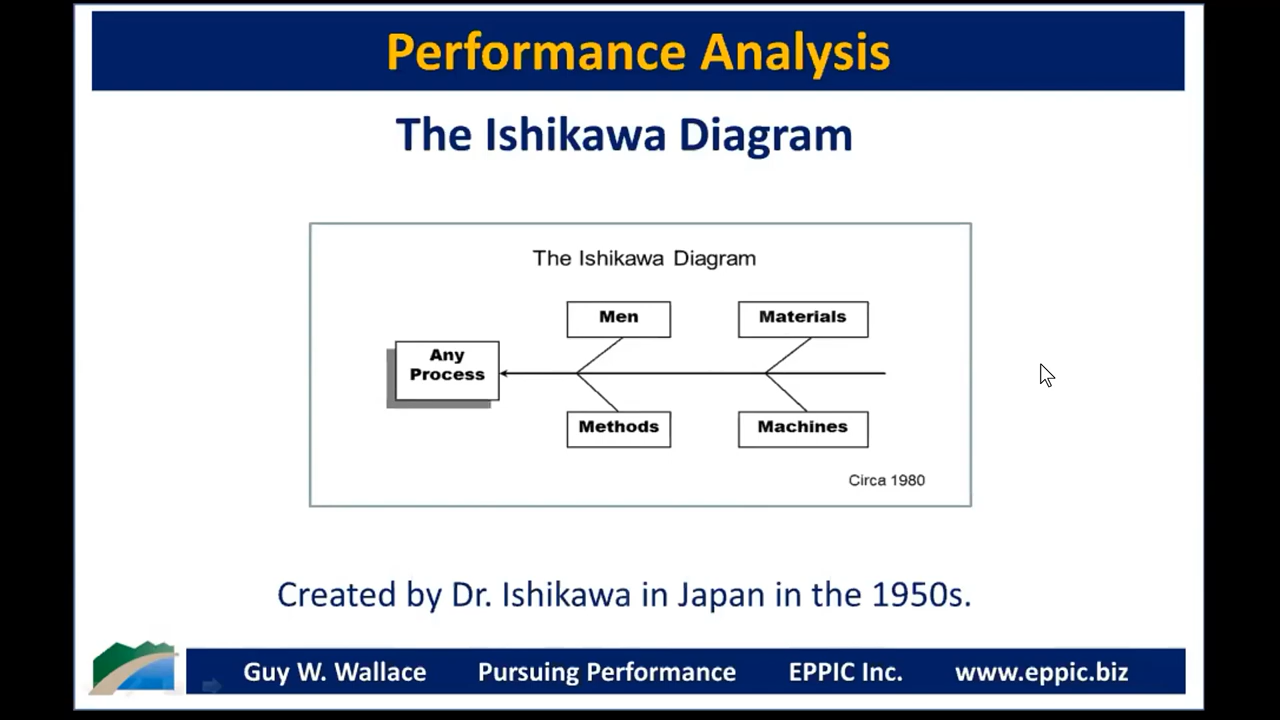 Performance Analysis
The Ishikawa Diagram
The Ishikawa Diagram
Men
Materials
Any
Process
Methods
Machines
Circa 1980
Created by Dr. Ishikawa in Japan in the 1950s.
Guy W. Wallace Pursuing Performance EPPIC Inc. www.eppic.biz